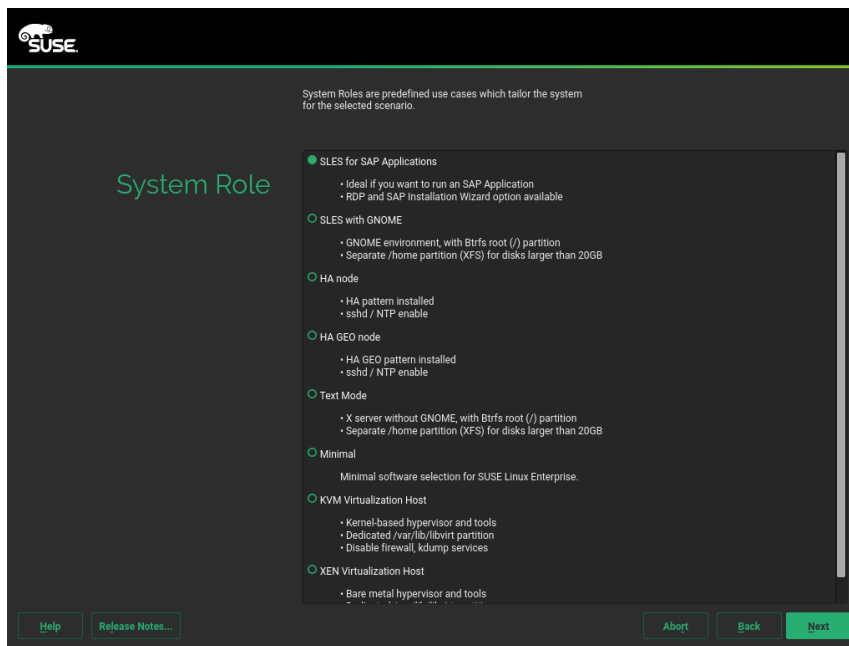 SUSE.
System Roles are predefined use cases which tailor the system
for the selected scenario.
System Role
SLES for SAP Applications
• Ideal if you want to run an SAP Application
• RDP and SAP Installation Wizard option available
SLES with GNOME
• GNOME environment, with Btrfs root (/) partition
• Separate /home partition (XFS) for disks larger than 20GB
HA node
• HA pattern installed
• sshd / NTP enable
HA GEO node
• HA GEO pattern installed
• sshd / NTP enable
Text Mode
• X server without GNOME, with Btrfs root (/) partition
• Separate /home partition (XFS) for disks larger than 20GB
Minimal
Minimal software selection for SUSE Linux Enterprise.
KVM Virtualization Host
• Kernel-based hypervisor and tools
• Dedicated /var/lib/libvirt partition
• Disable firewall, kdump services
XEN Virtualization Host
• Bare metal hypervisor and tools
Help
Release Notes...
Abort
Back
Next